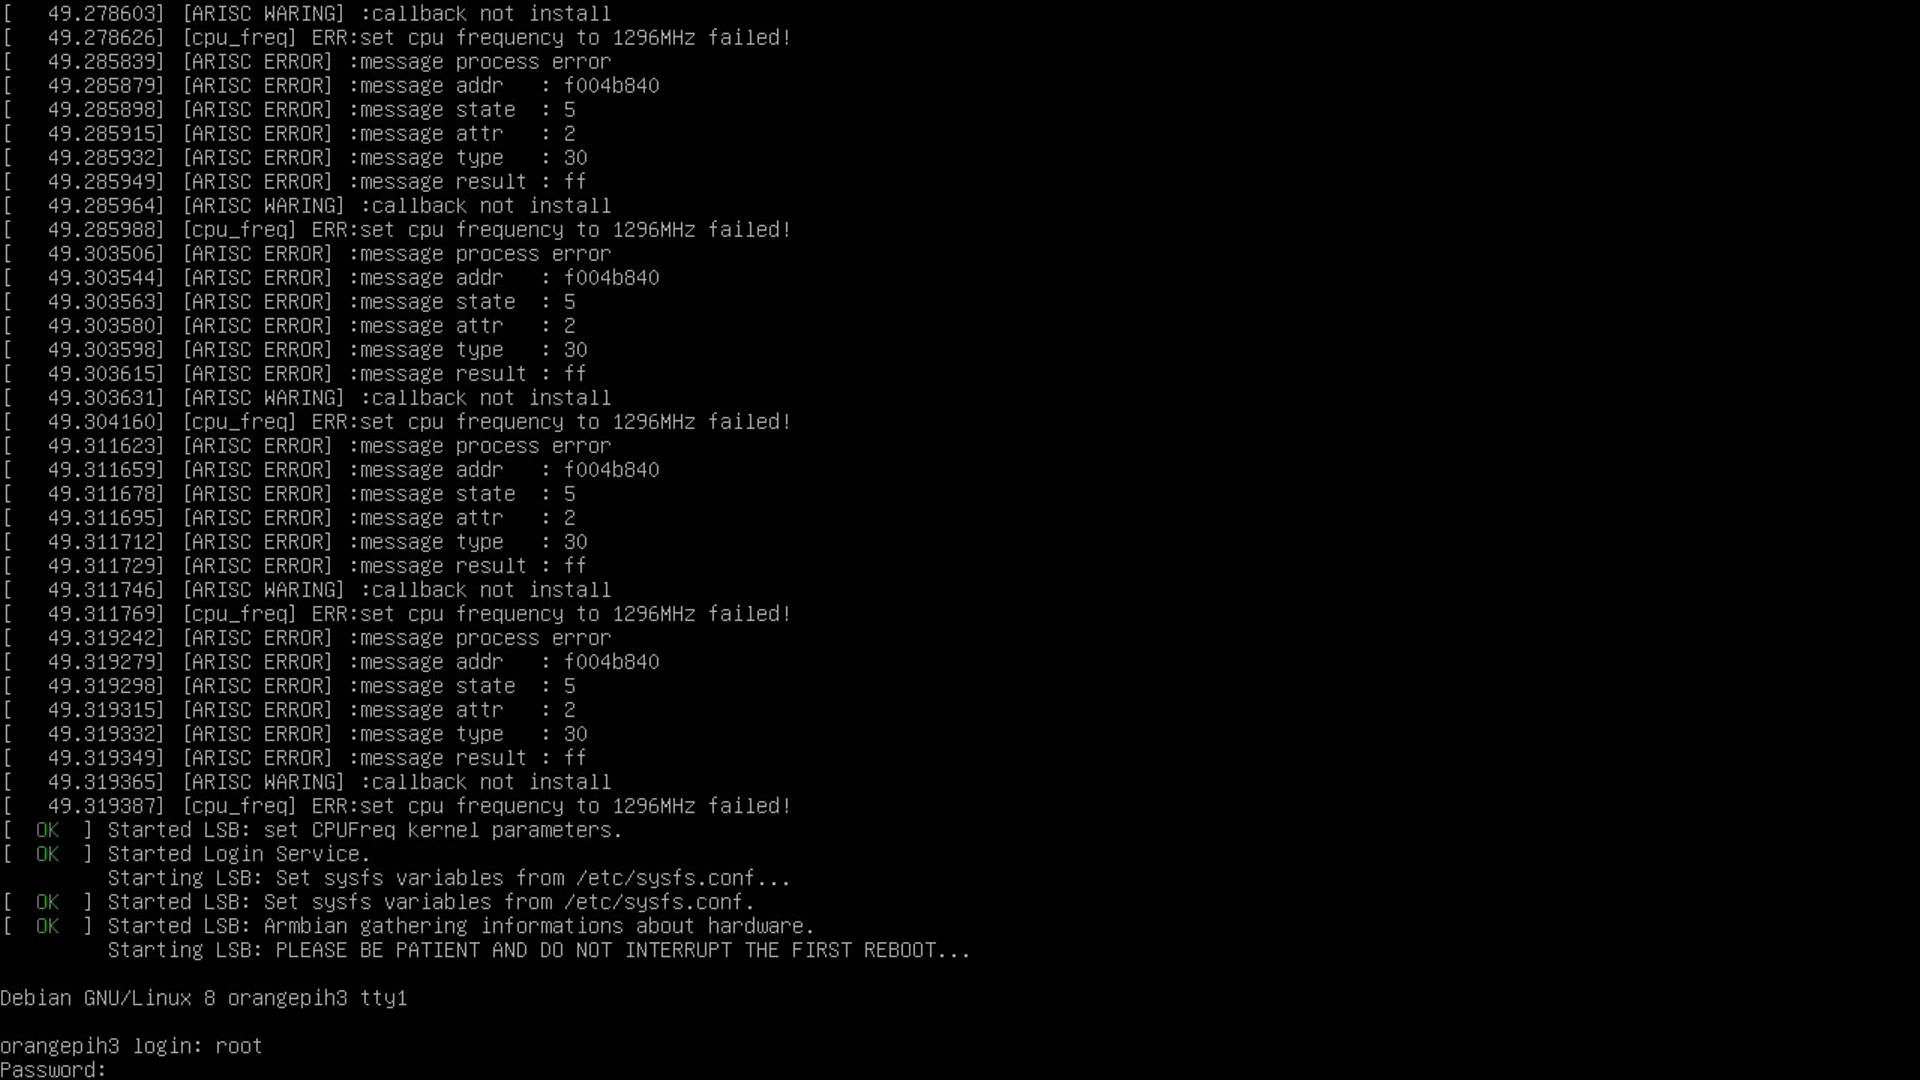 [   49.278603] [ARISC WARING] :callback not install
[   49.278626] [cpu_freq] ERR:set cpu frequency to 1296MHz failed!
[   49.285839] [ARISC ERROR] :message process error
[   49.285879] [ARISC ERROR] :message addr   : f004b840
[   49.285898] [ARISC ERROR] :message state  : 5
[   49.285915] [ARISC ERROR] :message attr   : 2
[   49.285932] [ARISC ERROR] :message type   : 30
[   49.285949] [ARISC ERROR] :message result : ff
[   49.285964] [ARISC WARING] :callback not install
[   49.285988] [cpu_freq] ERR:set cpu frequency to 1296MHz failed!
[   49.303506] [ARISC ERROR] :message process error
[   49.303544] [ARISC ERROR] :message addr   : f004b840
[   49.303563] [ARISC ERROR] :message state  : 5
[   49.303580] [ARISC ERROR] :message attr   : 2
[   49.303598] [ARISC ERROR] :message type   : 30
[   49.303615] [ARISC ERROR] :message result : ff
[   49.303631] [ARISC WARING] :callback not install
[   49.304160] [cpu_freq] ERR:set cpu frequency to 1296MHz failed!
[   49.311623] [ARISC ERROR] :message process error
[   49.311659] [ARISC ERROR] :message addr   : f004b840
[   49.311678] [ARISC ERROR] :message state  : 5
[   49.311695] [ARISC ERROR] :message attr   : 2
[   49.311712] [ARISC ERROR] :message type   : 30
[   49.311729] [ARISC ERROR] :message result : ff
[   49.311746] [ARISC WARING] :callback not install
[   49.311769] [cpu_freq] ERR:set cpu frequency to 1296MHz failed!
[   49.319242] [ARISC ERROR] :message process error
[   49.319279] [ARISC ERROR] :message addr   : f004b840
[   49.319298] [ARISC ERROR] :message state  : 5
[   49.319315] [ARISC ERROR] :message attr   : 2
[   49.319332] [ARISC ERROR] :message type   : 30
[   49.319349] [ARISC ERROR] :message result : ff
[   49.319365] [ARISC WARING] :callback not install
[   49.319387] [cpu_freq] ERR:set cpu frequency to 1296MHz failed!
[  OK  ] Started LSB: set CPUFreq kernel parameters.
[  OK  ] Started Login Service.
         Starting LSB: Set sysfs variables from /etc/sysfs.conf...
[  OK  ] Started LSB: Set sysfs variables from /etc/sysfs.conf.
[  OK  ] Started LSB: Armbian gathering informations about hardware.
         Starting LSB: PLEASE BE PATIENT AND DO NOT INTERRUPT THE FIRST REBOOT...
Debian GNU/Linux 8 orangepih3 tty1
orangepih3 login: root
Password: